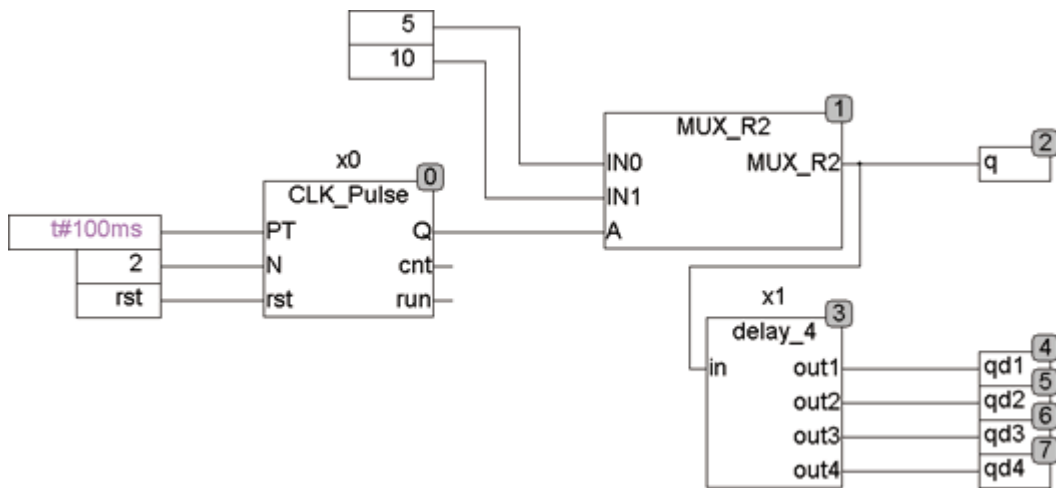 5
10
1
MUX_R2
2
x0
IN0 MUX_R2 q
0
CLK_Pulse
IN1
t#100ms PT Q A
2 N cnt
rst rst run
x1
3
delay_4
4
in out1 qd1
5
out2 qd2
6
out3 qd3
7
out4 qd4